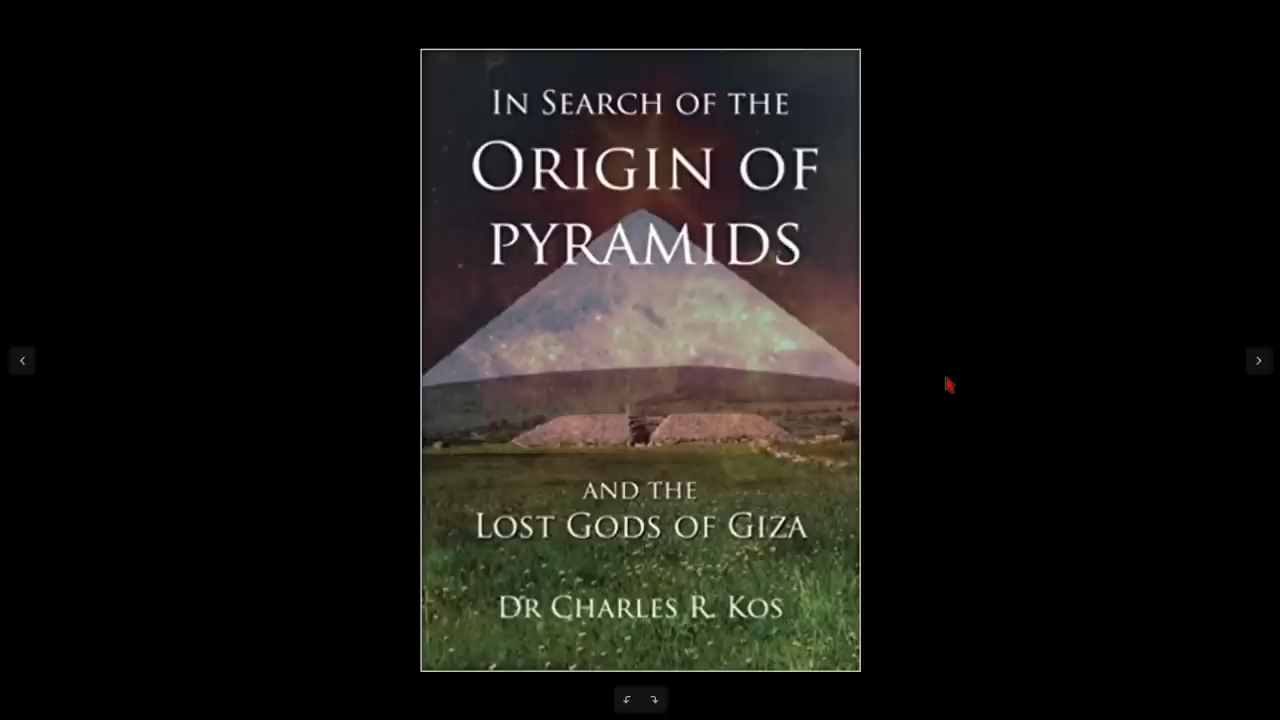 In Search of the
Origin of
pyramids
and the
Lost Gods of Giza
Dr Charles R. Kos